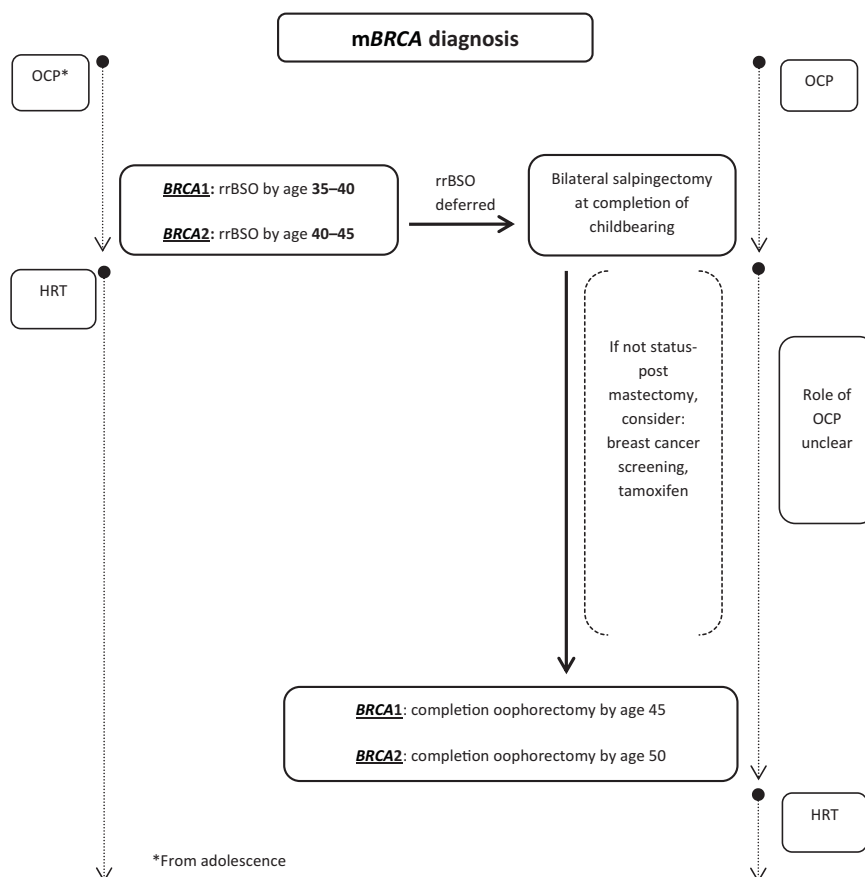 mBRCA diagnosis
OCP*
OCP
BRCA1: rrBSO by age 35–40
BRCA2: rrBSO by age 40–45
rrBSO
deferred
Bilateral salpingectomy
at completion of
childbearing
HRT
If not status-
post
mastectomy,
consider:
breast cancer
screening,
tamoxifen
Role of
OCP
unclear
BRCA1: completion oophorectomy by age 45
BRCA2: completion oophorectomy by age 50
HRT
*From adolescence